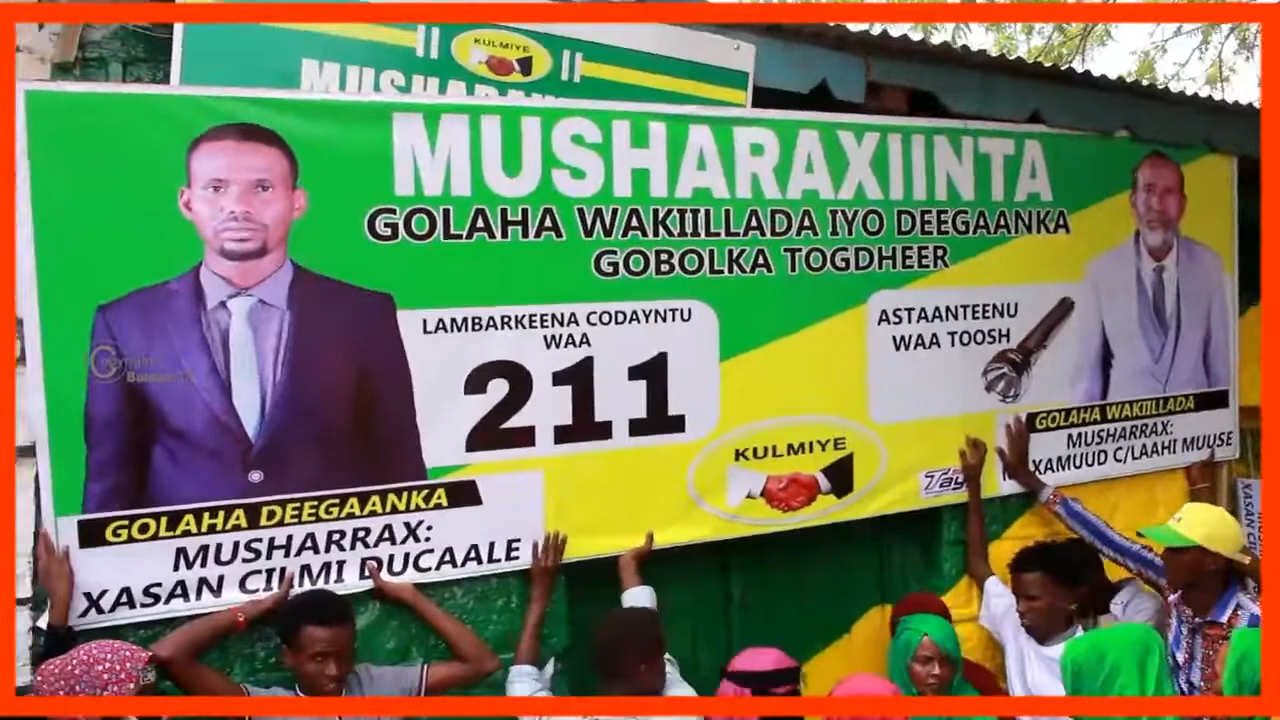 KULMIYE
MUSHARAXIINTA
GOLAHA WAKIILLADA IYO DEEGAANKA
GOBOLKA TOGDHEER
LAMBARKEENA CODAYNTU
WAA
211
ASTAANTEENU
WAA TOOSH
KULMIYE
GOLAHA DEEGAANKA
MUSHARRAX:
XASAN CILMI DUCAALE
GOLAHA WAKIILLADA
MUSHARRAX:
XAMUUD C/LAAHI MUUSE